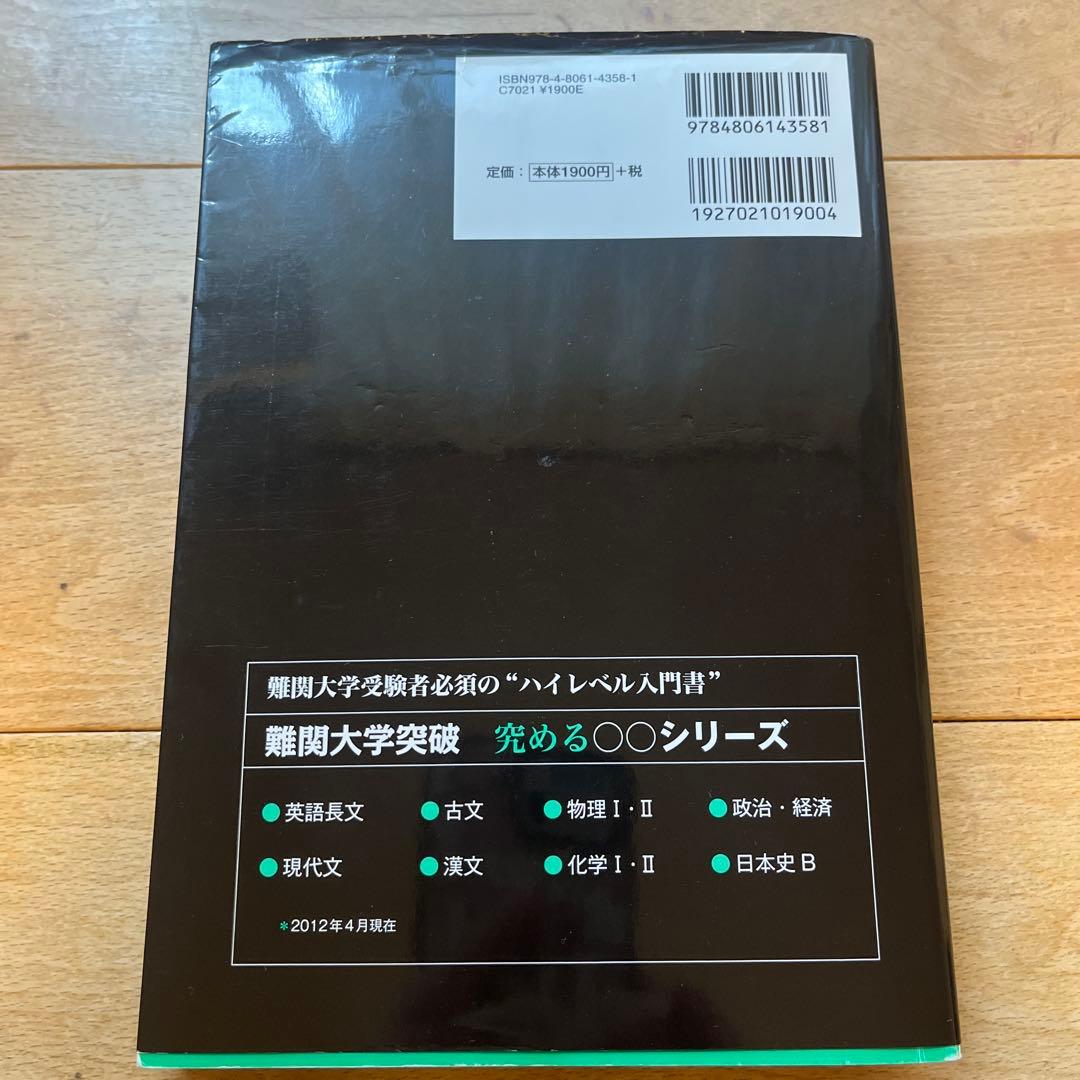 ISBN978-4-8061-4358-1
C7021 ¥1900E
9784806143581
定価： 本体1900円 +税
1927021019004
難関大学受験者必須の“ハイレベル入門書”
難関大学突破 究める○○シリーズ
●英語長文 ●古文 ●物理Ⅰ・Ⅱ ●政治・経済
●現代文 ●漢文 ●化学Ⅰ・Ⅱ ●日本史B
*2012年4月現在